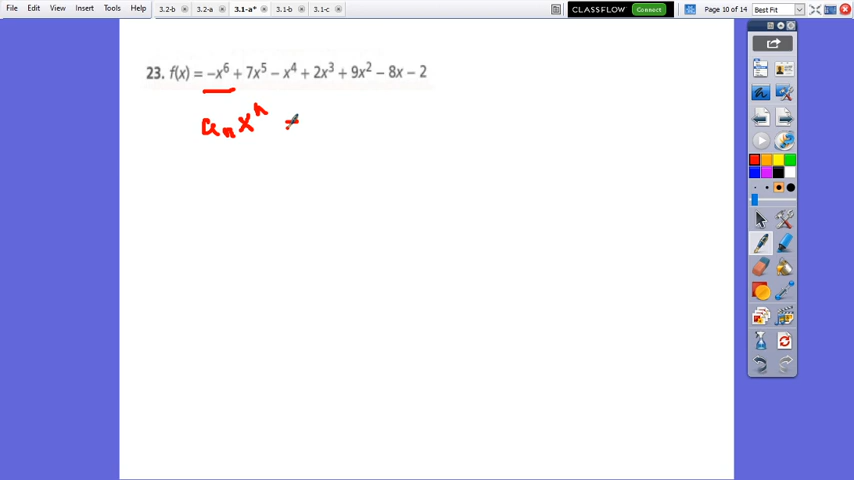 File Edit View Insert Tools Help 3.2-b 3.2-a 3.1-a* 3.1-b 3.1-c CLASSFLOW Connect Page 10 of 14 Best Fit
23. f(x) = −x⁶ + 7x⁵ − x⁴ + 2x³ + 9x² − 8x − 2
aₙxⁿ =